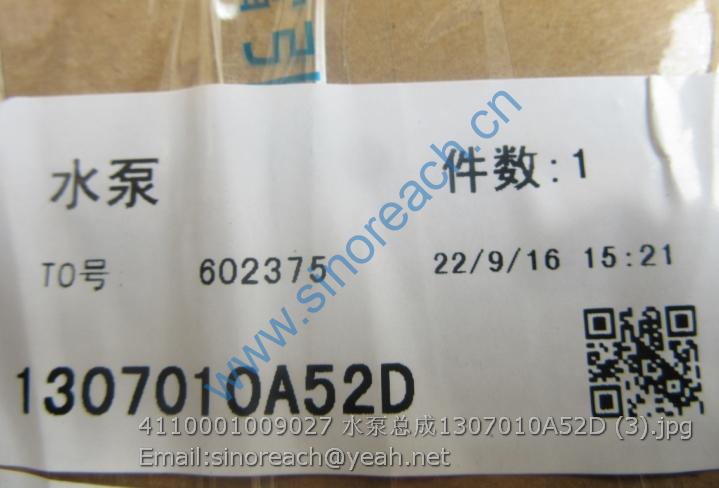 水泵 件数:1
TO号 602375 22/9/16 15:21
1307010A52D
www.sinoreach.cn
4110001009027 水泵总成1307010A52D (3).jpg
Email:sinoreach@yeah.net